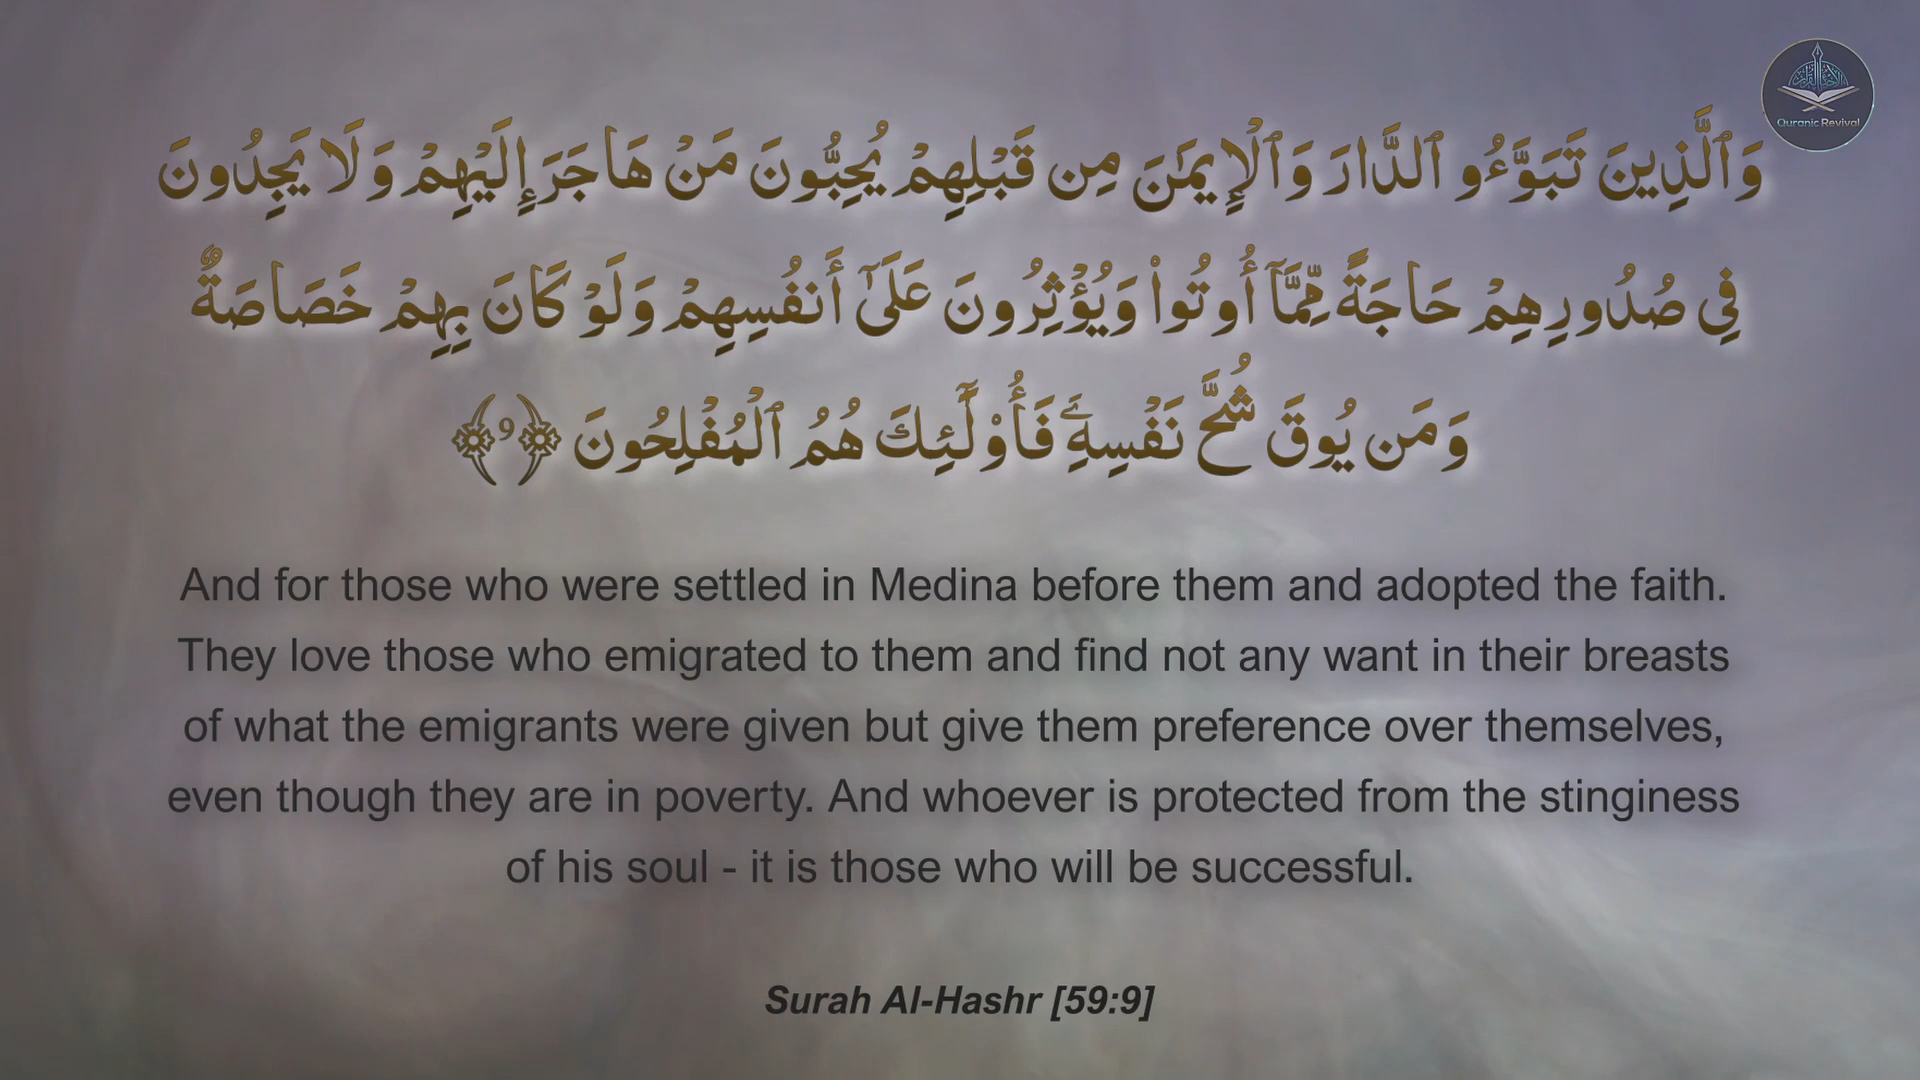 Quranic Revival
وَٱلَّذِينَ تَبَوَّءُو ٱلدَّارَ وَٱلْإِيمَٰنَ مِن قَبْلِهِمْ يُحِبُّونَ مَنْ هَاجَرَ إِلَيْهِمْ وَلَا يَجِدُونَ
فِى صُدُورِهِمْ حَاجَةً مِّمَّآ أُوتُوا۟ وَيُؤْثِرُونَ عَلَىٰٓ أَنفُسِهِمْ وَلَوْ كَانَ بِهِمْ خَصَاصَةٌۭ
وَمَن يُوقَ شُحَّ نَفْسِهِۦ فَأُو۟لَٰٓئِكَ هُمُ ٱلْمُفْلِحُونَ ﴿9﴾
And for those who were settled in Medina before them and adopted the faith.
They love those who emigrated to them and find not any want in their breasts
of what the emigrants were given but give them preference over themselves,
even though they are in poverty. And whoever is protected from the stinginess
of his soul - it is those who will be successful.
Surah Al-Hashr [59:9]